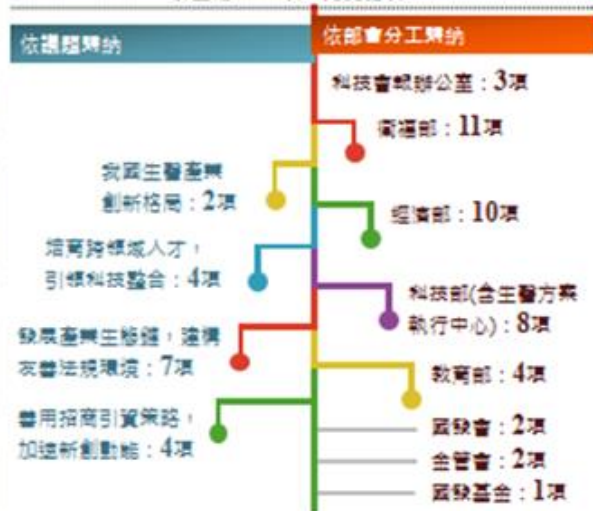 依議題歸納
我國生醫產業
創新格局：2項
培育跨領域人才，
引領科技整合：4項
發展產業生態鏈，建構
友善法規環境：7項
善用招商引資策略，
加速新創動能：4項
依部會分工歸納
科技會報辦公室：3項
衛福部：11項
經濟部：10項
科技部(含生醫方案
執行中心)：8項
教育部：4項
國發會：2項
金管會：2項
國發基金：1項